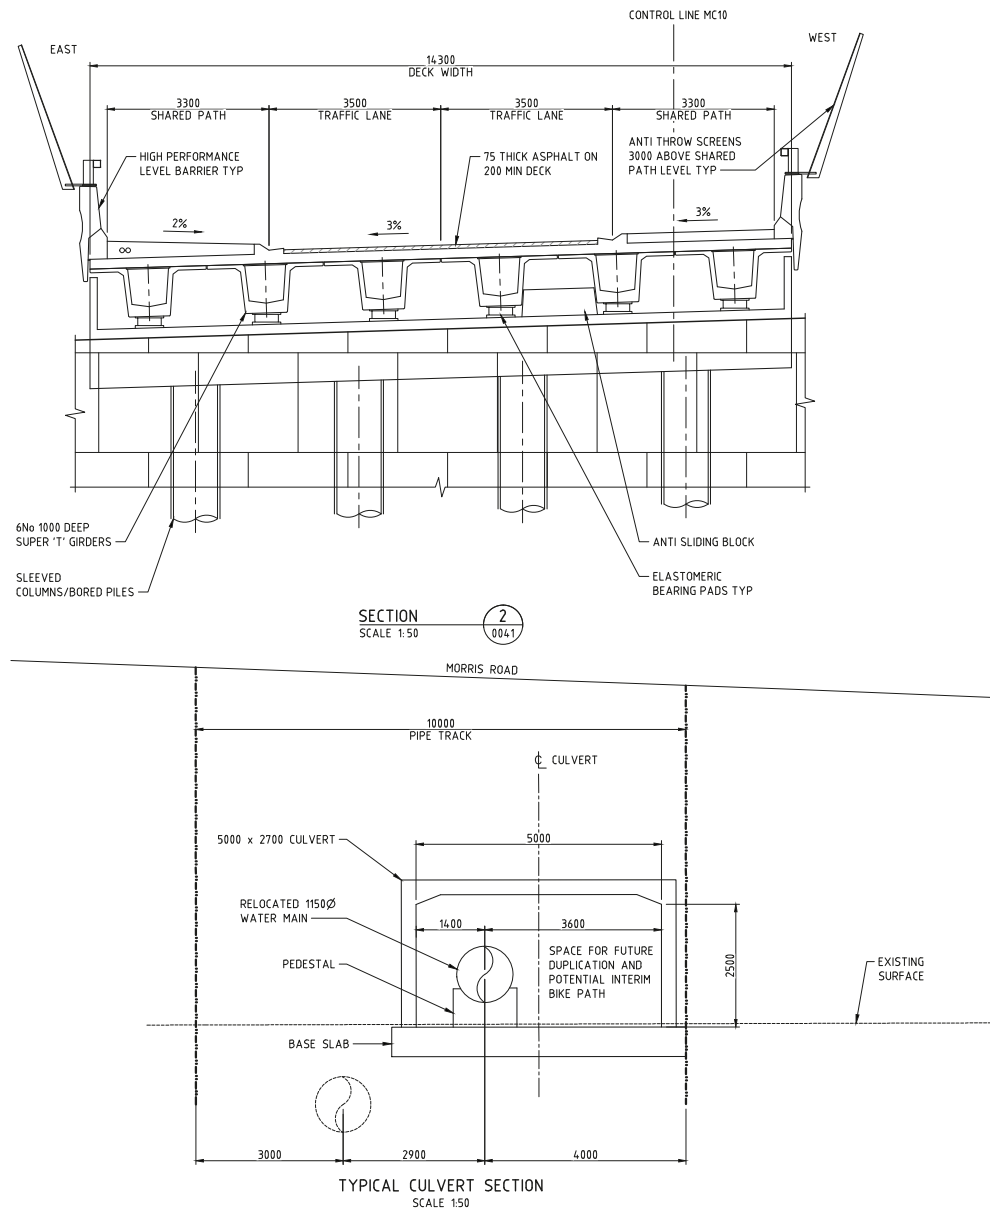 CONTROL LINE MC10
EAST
WEST
14300
DECK WIDTH
3300
SHARED PATH
3500
TRAFFIC LANE
3500
TRAFFIC LANE
3300
SHARED PATH
HIGH PERFORMANCE
LEVEL BARRIER TYP
75 THICK ASPHALT ON
200 MIN DECK
ANTI THROW SCREENS
3000 ABOVE SHARED
PATH LEVEL TYP
2%
3%
3%
6No 1000 DEEP
SUPER 'T' GIRDERS
ANTI SLIDING BLOCK
SLEEVED
COLUMNS/BORED PILES
ELASTOMERIC
BEARING PADS TYP
SECTION
SCALE 1:50
2
0041
MORRIS ROAD
10000
PIPE TRACK
℄ CULVERT
5000 x 2700 CULVERT
5000
RELOCATED 1150Ø
WATER MAIN
1400
3600
PEDESTAL
SPACE FOR FUTURE
DUPLICATION AND
POTENTIAL INTERIM
BIKE PATH
2500
EXISTING
SURFACE
BASE SLAB
3000
2900
4000
TYPICAL CULVERT SECTION
SCALE 1:50